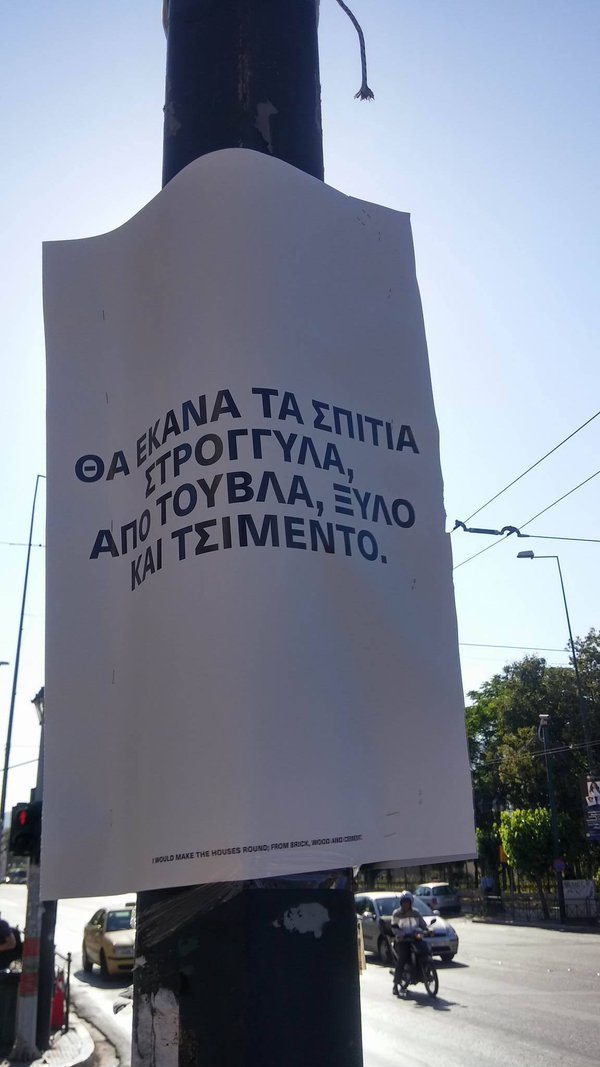 ΘΑ ΕΚΑΝΑ ΤΑ ΣΠΙΤΙΑ
ΣΤΡΟΓΓΥΛΑ,
ΑΠΟ ΤΟΥΒΛΑ, ΞΥΛΟ
ΚΑΙ ΤΣΙΜΕΝΤΟ.
I WOULD MAKE THE HOUSES ROUND; FROM BRICK, WOOD AND CEMENT.